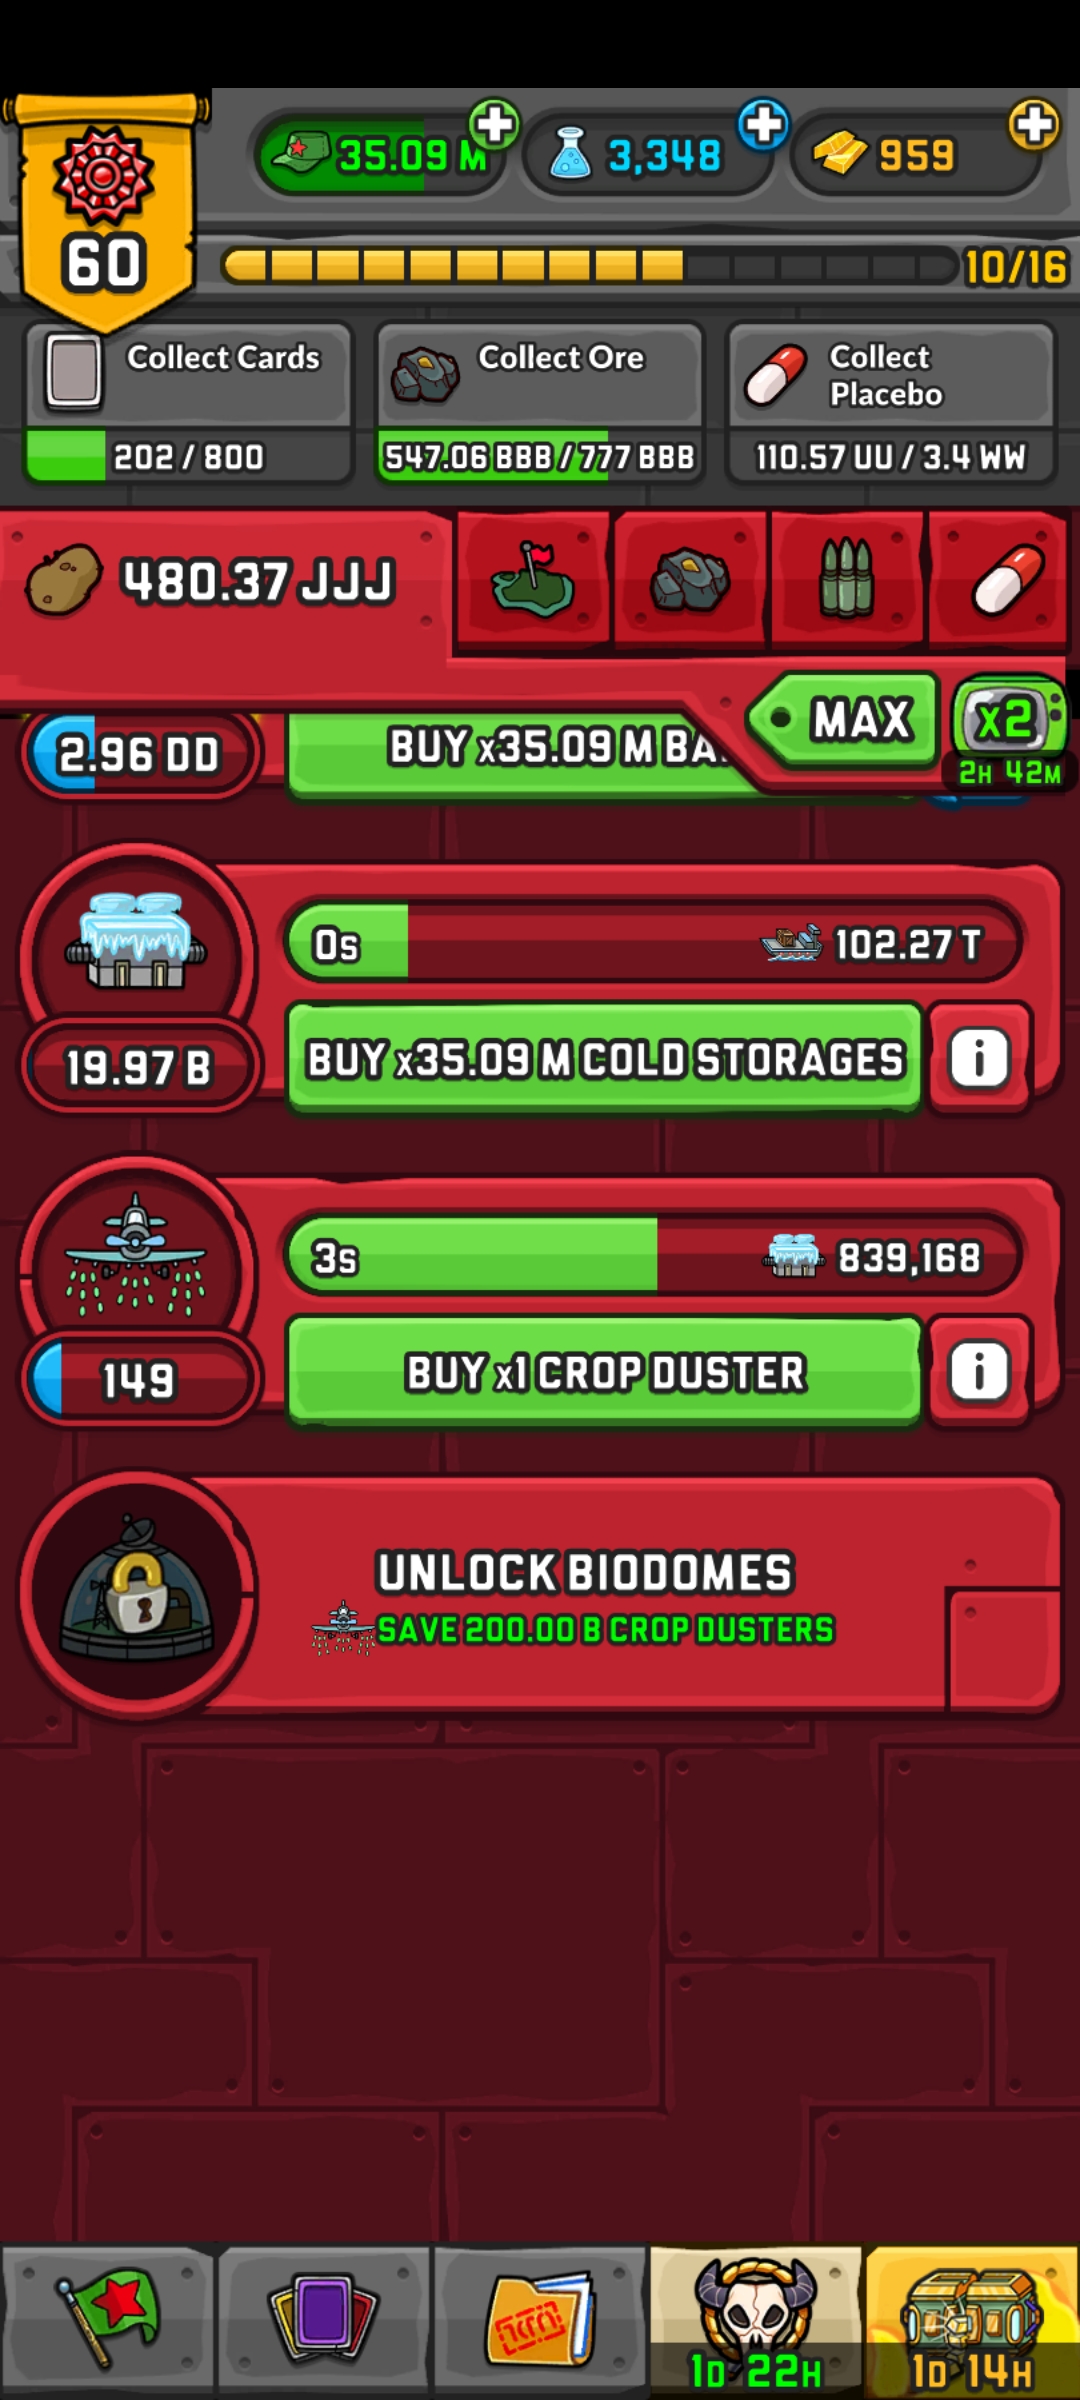 35.09 M
3,348
959
60
10/16
Collect Cards
202 / 800
Collect Ore
547.06 BBB / 777 BBB
Collect
Placebo
110.57 UU / 3.4 WW
480.37 JJJ
MAX
x2
2H 42M
2.96 DD
BUY x35.09 M
0s
102.27 T
19.97 B
BUY x35.09 M COLD STORAGES
3s
839,168
149
BUY x1 CROP DUSTER
UNLOCK BIODOMES
SAVE 200.00 B CROP DUSTERS
1D 22H
1D 14H